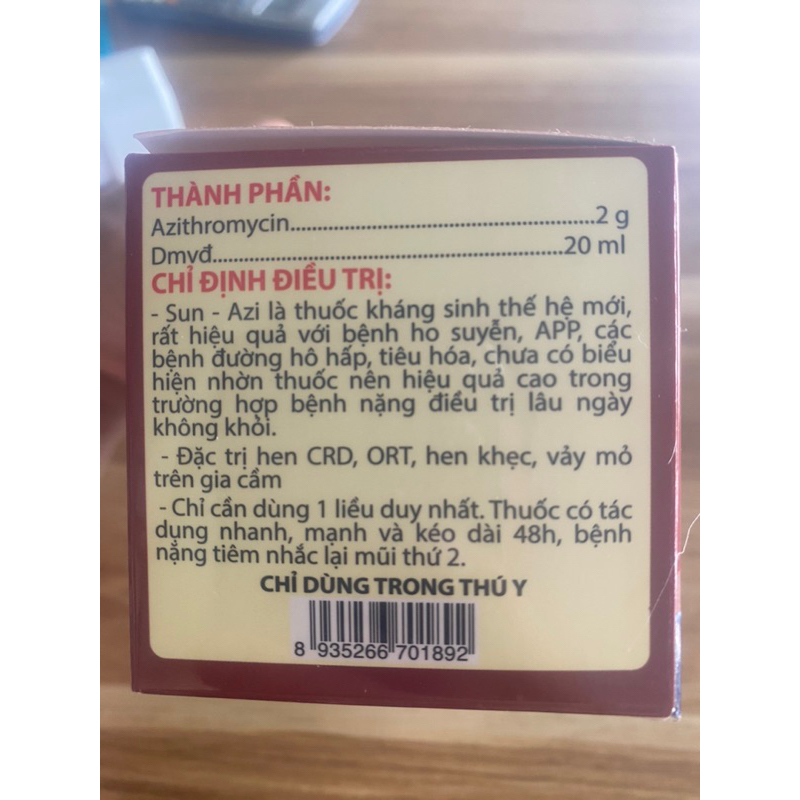 THÀNH PHẦN:
Azithromycin..................................................2 g
Dmvđ..........................................................20 ml
CHỈ ĐỊNH ĐIỀU TRỊ:
- Sun - Azi là thuốc kháng sinh thế hệ mới,
rất hiệu quả với bệnh ho suyễn, APP, các
bệnh đường hô hấp, tiêu hóa, chưa có biểu
hiện nhờn thuốc nên hiệu quả cao trong
trường hợp bệnh nặng điều trị lâu ngày
không khỏi.
- Đặc trị hen CRD, ORT, hen khẹc, vảy mỏ
trên gia cầm
- Chỉ cần dùng 1 liều duy nhất. Thuốc có tác
dụng nhanh, mạnh và kéo dài 48h, bệnh
nặng tiêm nhắc lại mũi thứ 2.
CHỈ DÙNG TRONG THÚ Y
8 935266 701892